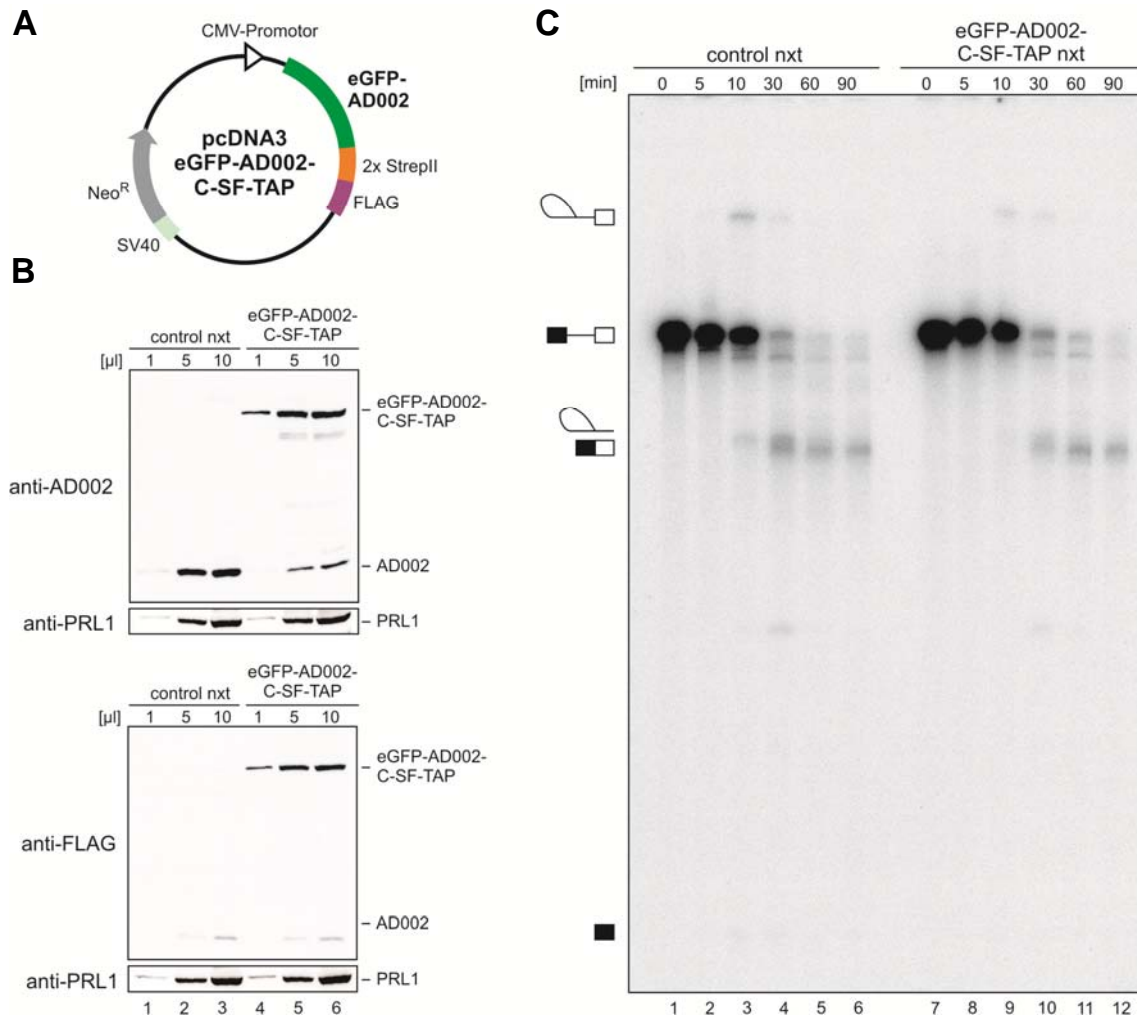 A
CMV-Promotor
eGFP-
AD002
pcDNA3
eGFP-AD002-
C-SF-TAP
2x StrepII
FLAG
NeoR
SV40
B
control nxt
eGFP-AD002-
C-SF-TAP
[µl] 1 5 10 1 5 10
eGFP-AD002-
C-SF-TAP
anti-AD002
AD002
anti-PRL1
PRL1
control nxt
eGFP-AD002-
C-SF-TAP
[µl] 1 5 10 1 5 10
eGFP-AD002-
C-SF-TAP
anti-FLAG
AD002
anti-PRL1
PRL1
1 2 3 4 5 6
C
control nxt
eGFP-AD002-
C-SF-TAP nxt
[min] 0 5 10 30 60 90 0 5 10 30 60 90
1 2 3 4 5 6 7 8 9 10 11 12